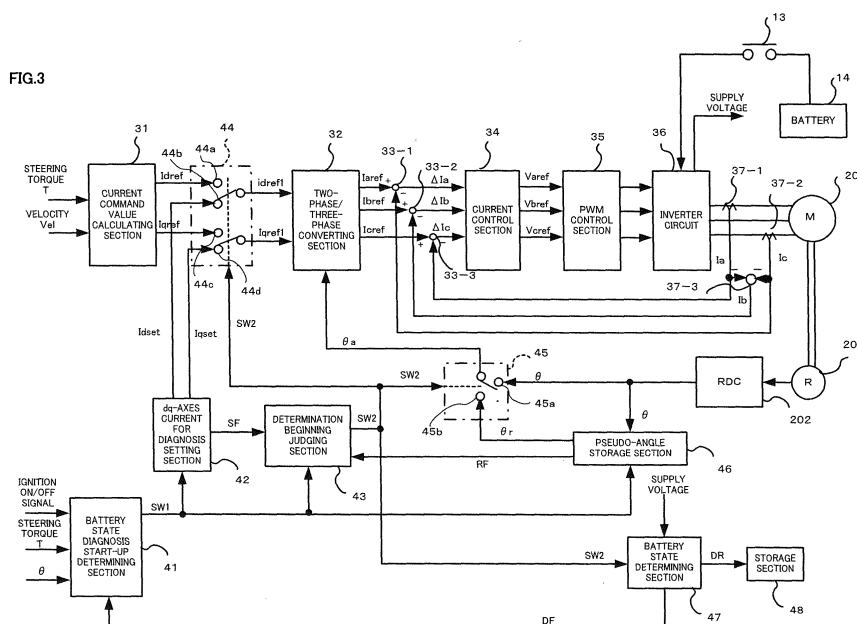 FIG.3
13
14
BATTERY
SUPPLY
VOLTAGE
31
44
44a
44b
32
33-1
33-2
34
35
36
37-1
37-2
20
STEERING
TORQUE
T
VELOCITY
Vel
CURRENT
COMMAND
VALUE
CALCULATING
SECTION
Idref
Iqref
idref1
Iqref1
TWO-
PHASE/
THREE-
PHASE
CONVERTING
SECTION
Iaref
Ibref
Icref
+
−
ΔIa
ΔIb
ΔIc
CURRENT
CONTROL
SECTION
Varef
Vbref
Vcref
PWM
CONTROL
SECTION
INVERTER
CIRCUIT
M
44c
44d
33-3
Ia
Ic
37-3
Ib
Idset
Iqset
SW2
θa
SW2
45
45a
45b
θ
RDC
202
R
20
θr
θ
dq-AXES
CURRENT
FOR
DIAGNOSIS
SETTING
SECTION
42
SF
DETERMINATION
BEGINNING
JUDGING
SECTION
43
SW2
RF
PSEUDO-ANGLE
STORAGE SECTION
46
SUPPLY
VOLTAGE
IGNITION
ON/OFF
SIGNAL
STEERING
TORQUE
T
θ
BATTERY
STATE
DIAGNOSIS
START-UP
DETERMINING
SECTION
41
SW1
SW2
BATTERY
STATE
DETERMINING
SECTION
47
DR
STORAGE
SECTION
48
DF